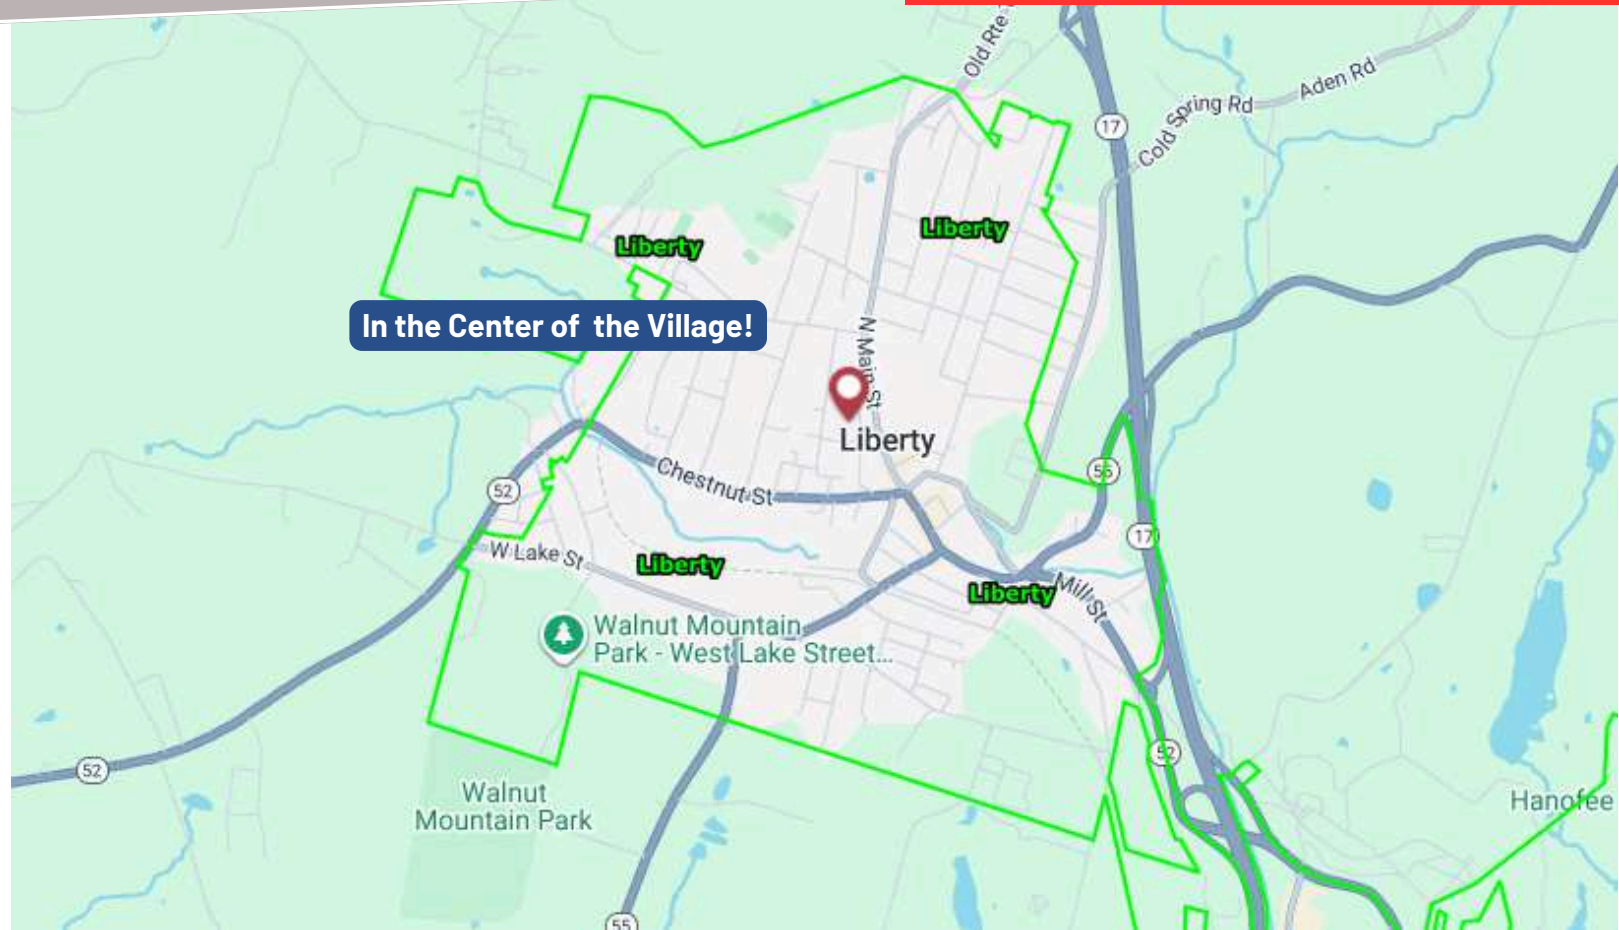 Old Rte
17
Cold Spring Rd
Aden Rd
Liberty
Liberty
In the Center of  the Village!
N Main St
Liberty
Chestnut St
52
55
17
W Lake St
Liberty
Liberty
Mill St
Walnut Mountain
Park - West Lake Street...
52
52
Walnut
Mountain Park
Hanofee
55